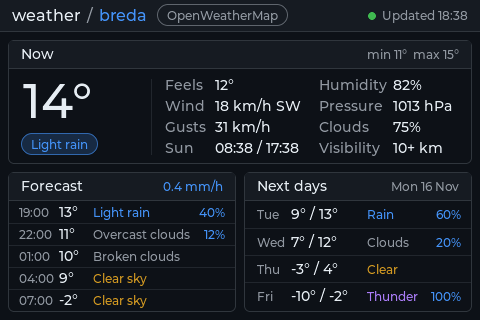 weather / breda OpenWeatherMap Updated 18:38
Now min 11° max 15°
14°
Light rain
Feels 12° Humidity 82%
Wind 18 km/h SW Pressure 1013 hPa
Gusts 31 km/h Clouds 75%
Sun 08:38 / 17:38 Visibility 10+ km
Forecast 0.4 mm/h
19:00 13° Light rain 40%
22:00 11° Overcast clouds 12%
01:00 10° Broken clouds
04:00 9° Clear sky
07:00 -2° Clear sky
Next days Mon 16 Nov
Tue 9° / 13° Rain 60%
Wed 7° / 12° Clouds 20%
Thu -3° / 4° Clear
Fri -10° / -2° Thunder 100%